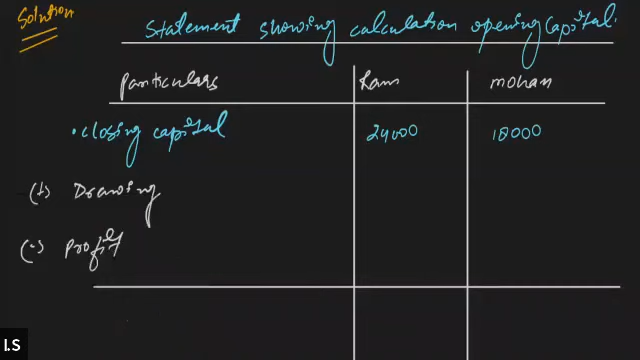 Solution
Statement showing calculation opening capital.
Particulars Ram Mohan
• Closing capital 24000 18000
(+) Drawing
(-) Profit
I.S